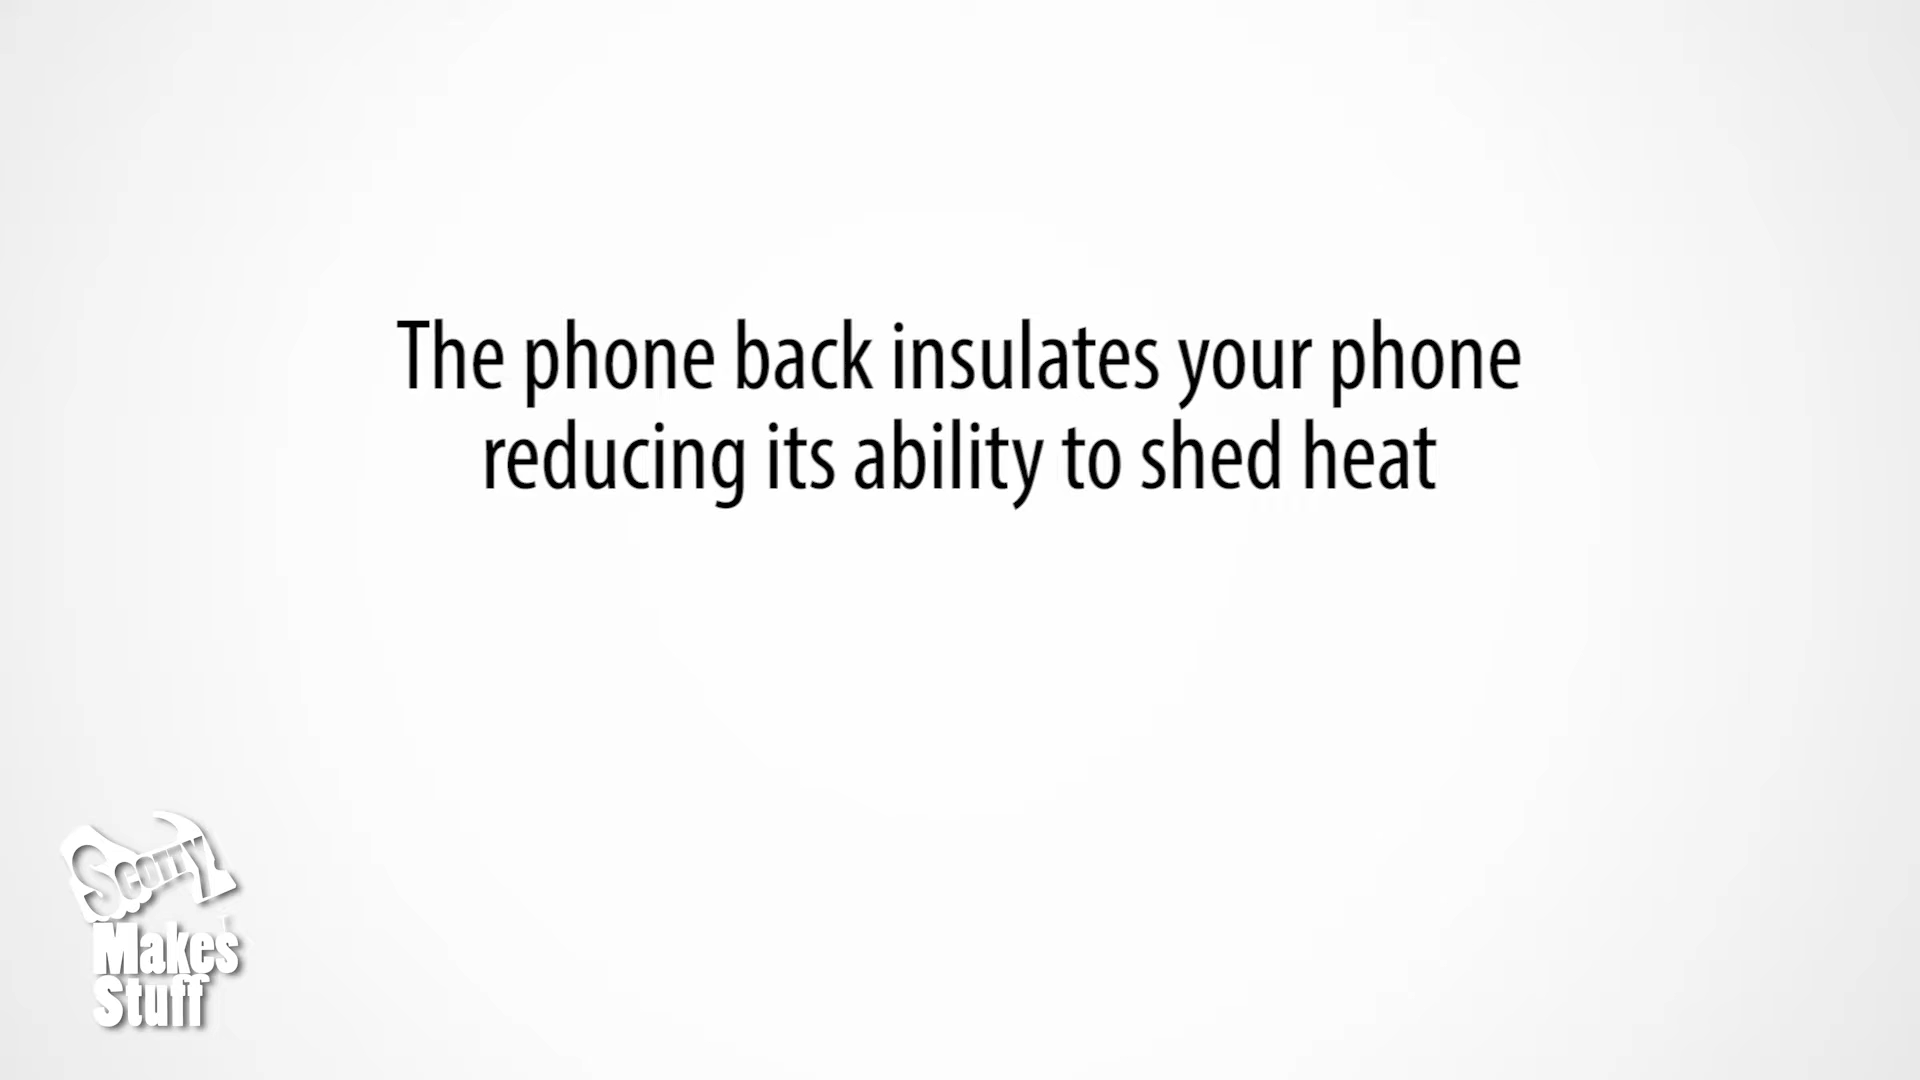 The phone back insulates your phone
reducing its ability to shed heat
Scotty
Makes
Stuff